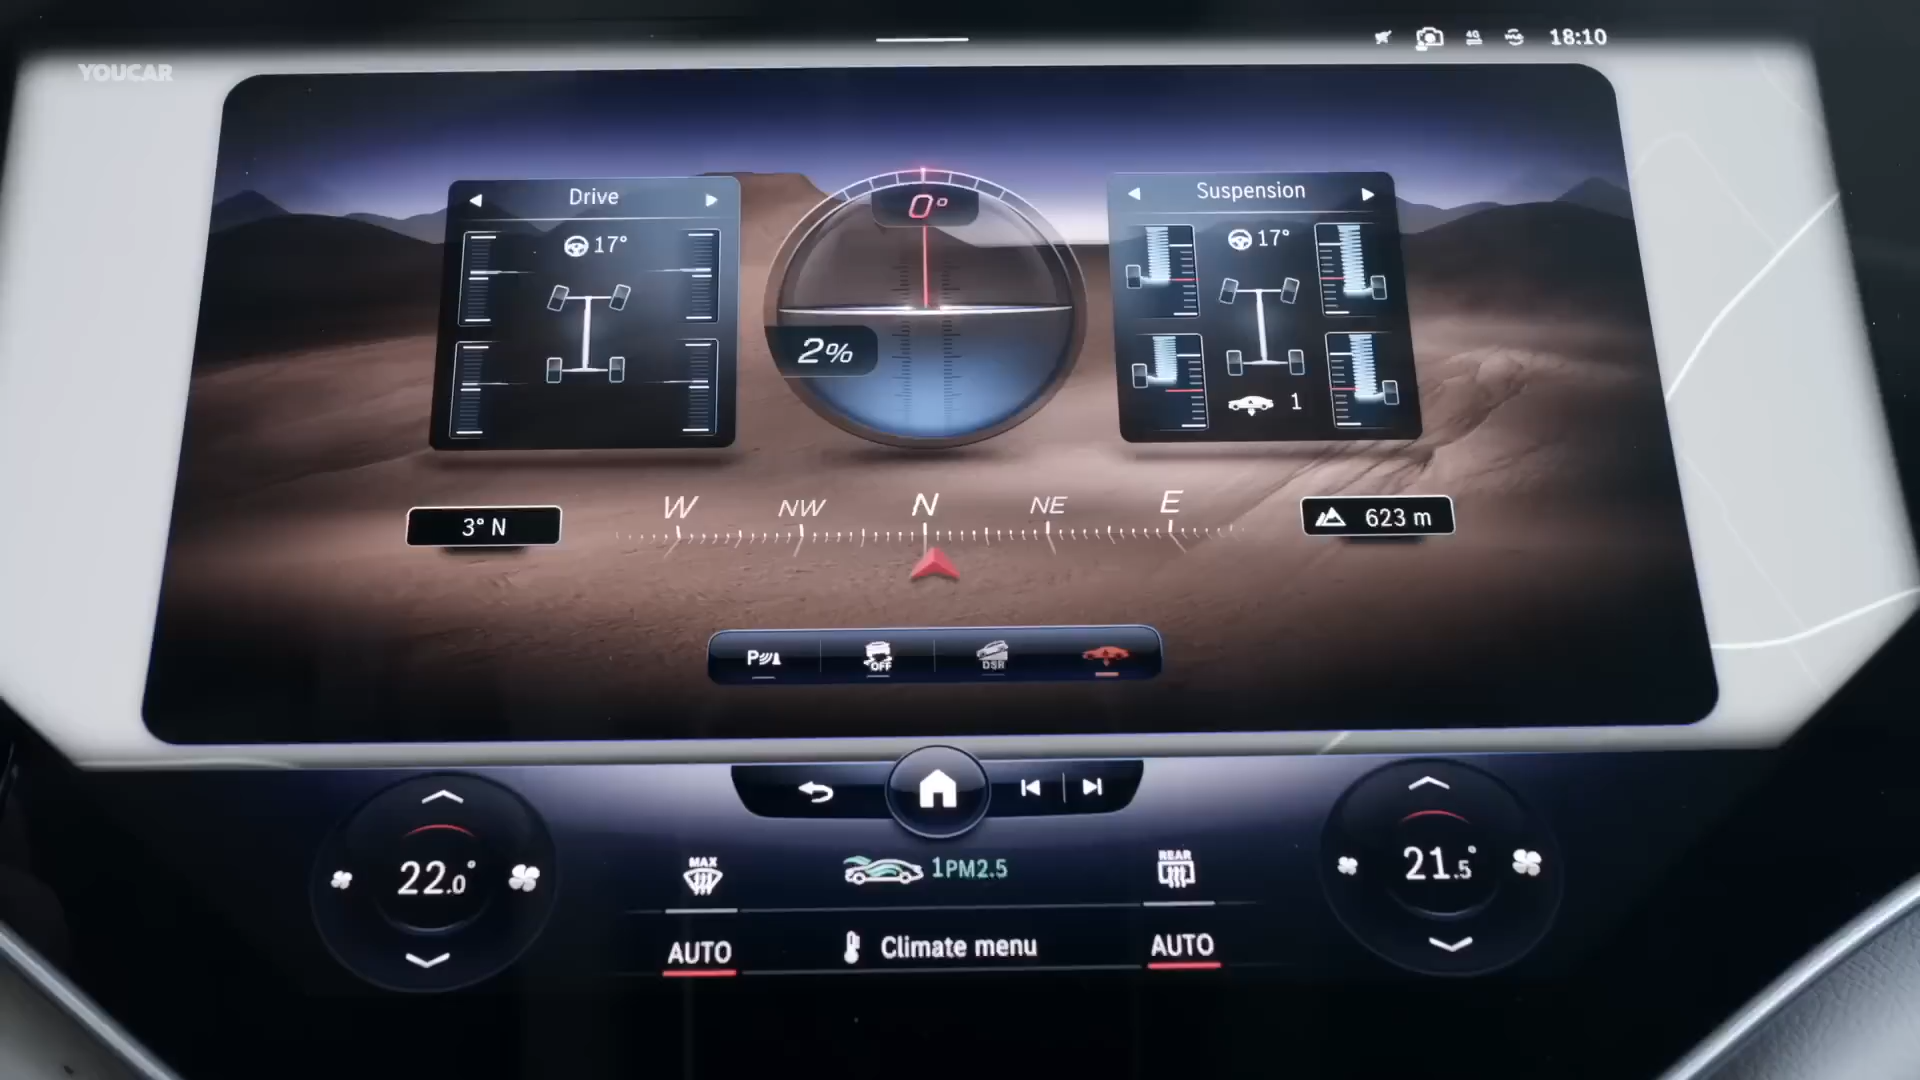 4G
18:10
YOUCAR
Drive
17°
0°
2%
Suspension
17°
1
W NW N NE E
3° N
623 m
P
OFF
DSR
22.0°
MAX
1PM2.5
REAR
21.5°
AUTO
Climate menu
AUTO